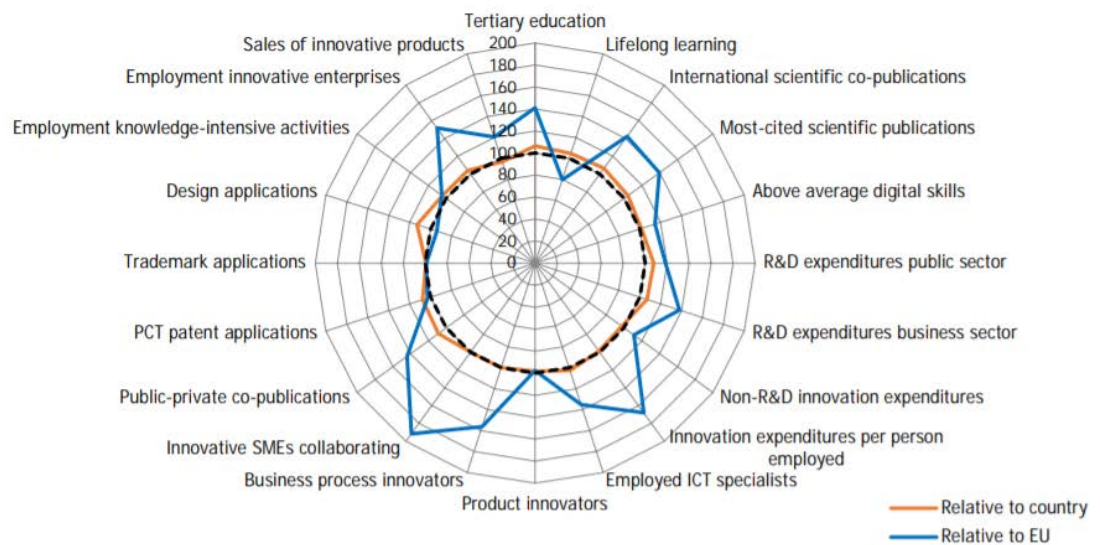 Tertiary education
Sales of innovative products
Lifelong learning
Employment innovative enterprises
International scientific co-publications
Employment knowledge-intensive activities
Most-cited scientific publications
Design applications
Above average digital skills
Trademark applications
R&D expenditures public sector
PCT patent applications
R&D expenditures business sector
Public-private co-publications
Non-R&D innovation expenditures
Innovative SMEs collaborating
Innovation expenditures per person
employed
Business process innovators
Employed ICT specialists
Product innovators
200
180
160
140
120
100
80
60
40
20
0
Relative to country
Relative to EU